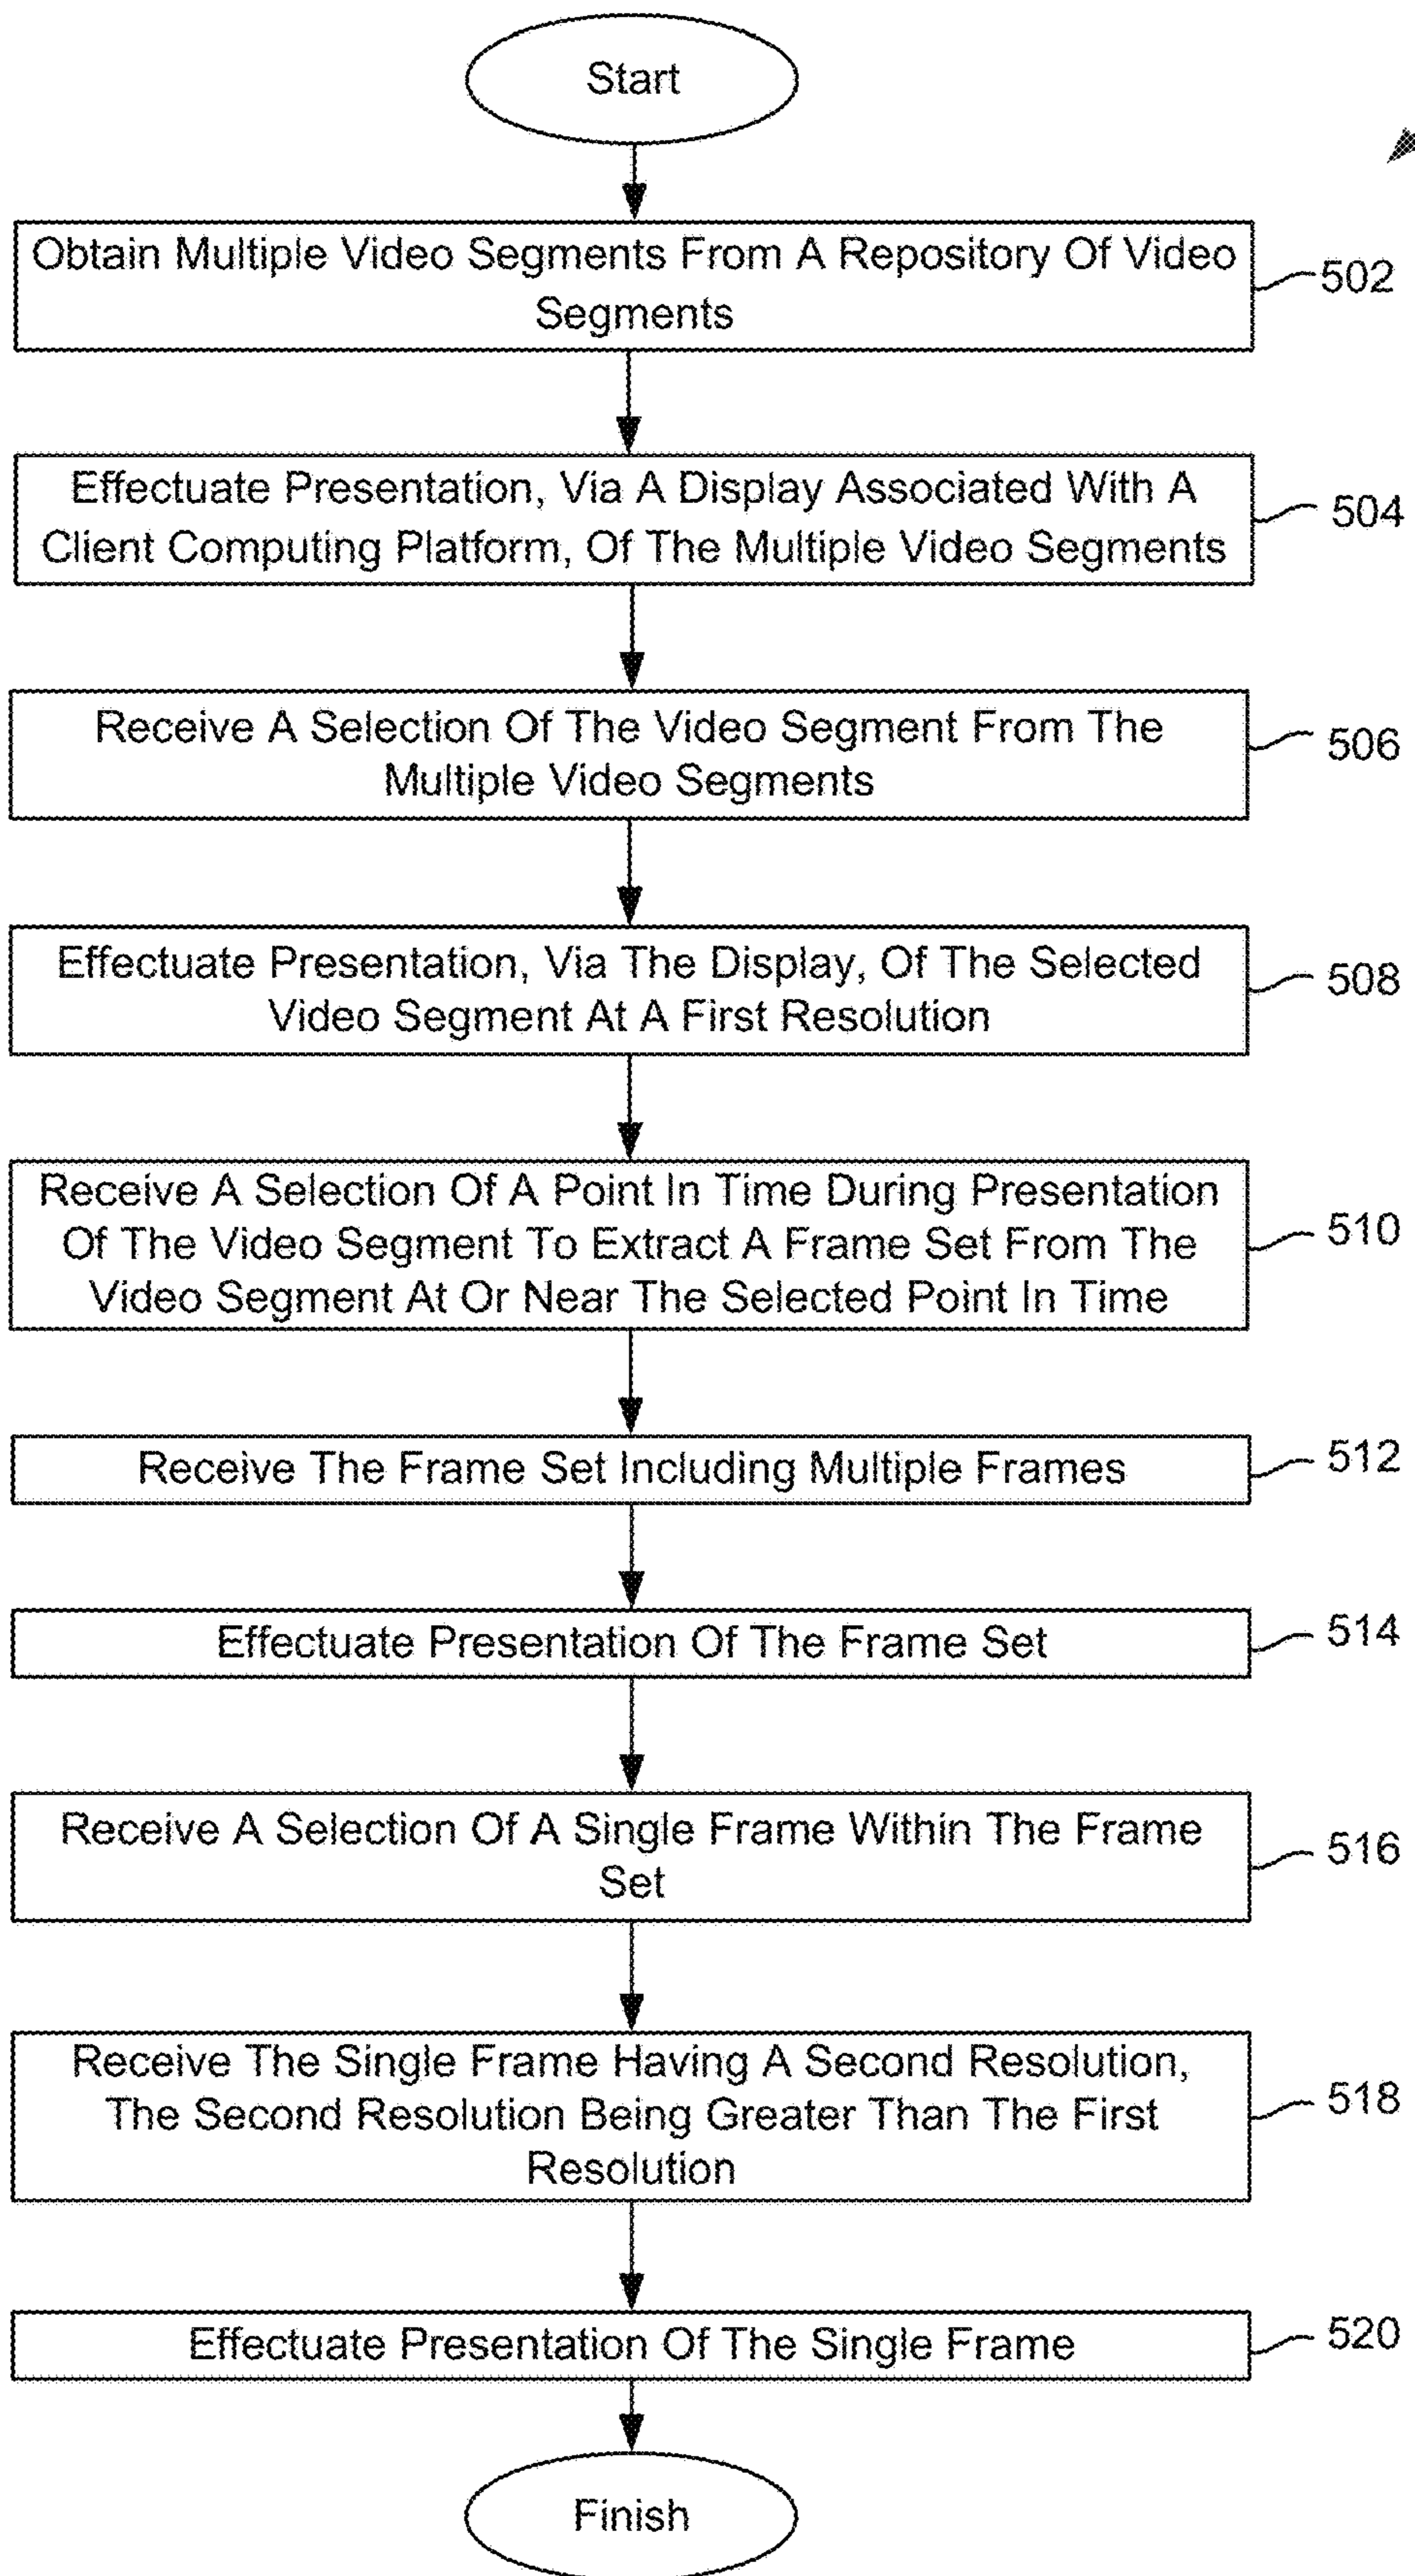 Start
Obtain Multiple Video Segments From A Repository Of Video
Segments
502
Effectuate Presentation, Via A Display Associated With A
Client Computing Platform, Of The Multiple Video Segments
504
Receive A Selection Of The Video Segment From The
Multiple Video Segments
506
Effectuate Presentation, Via The Display, Of The Selected
Video Segment At A First Resolution
508
Receive A Selection Of A Point In Time During Presentation
Of The Video Segment To Extract A Frame Set From The
Video Segment At Or Near The Selected Point In Time
510
Receive The Frame Set Including Multiple Frames
512
Effectuate Presentation Of The Frame Set
514
Receive A Selection Of A Single Frame Within The Frame
Set
516
Receive The Single Frame Having A Second Resolution,
The Second Resolution Being Greater Than The First
Resolution
518
Effectuate Presentation Of The Single Frame
520
Finish